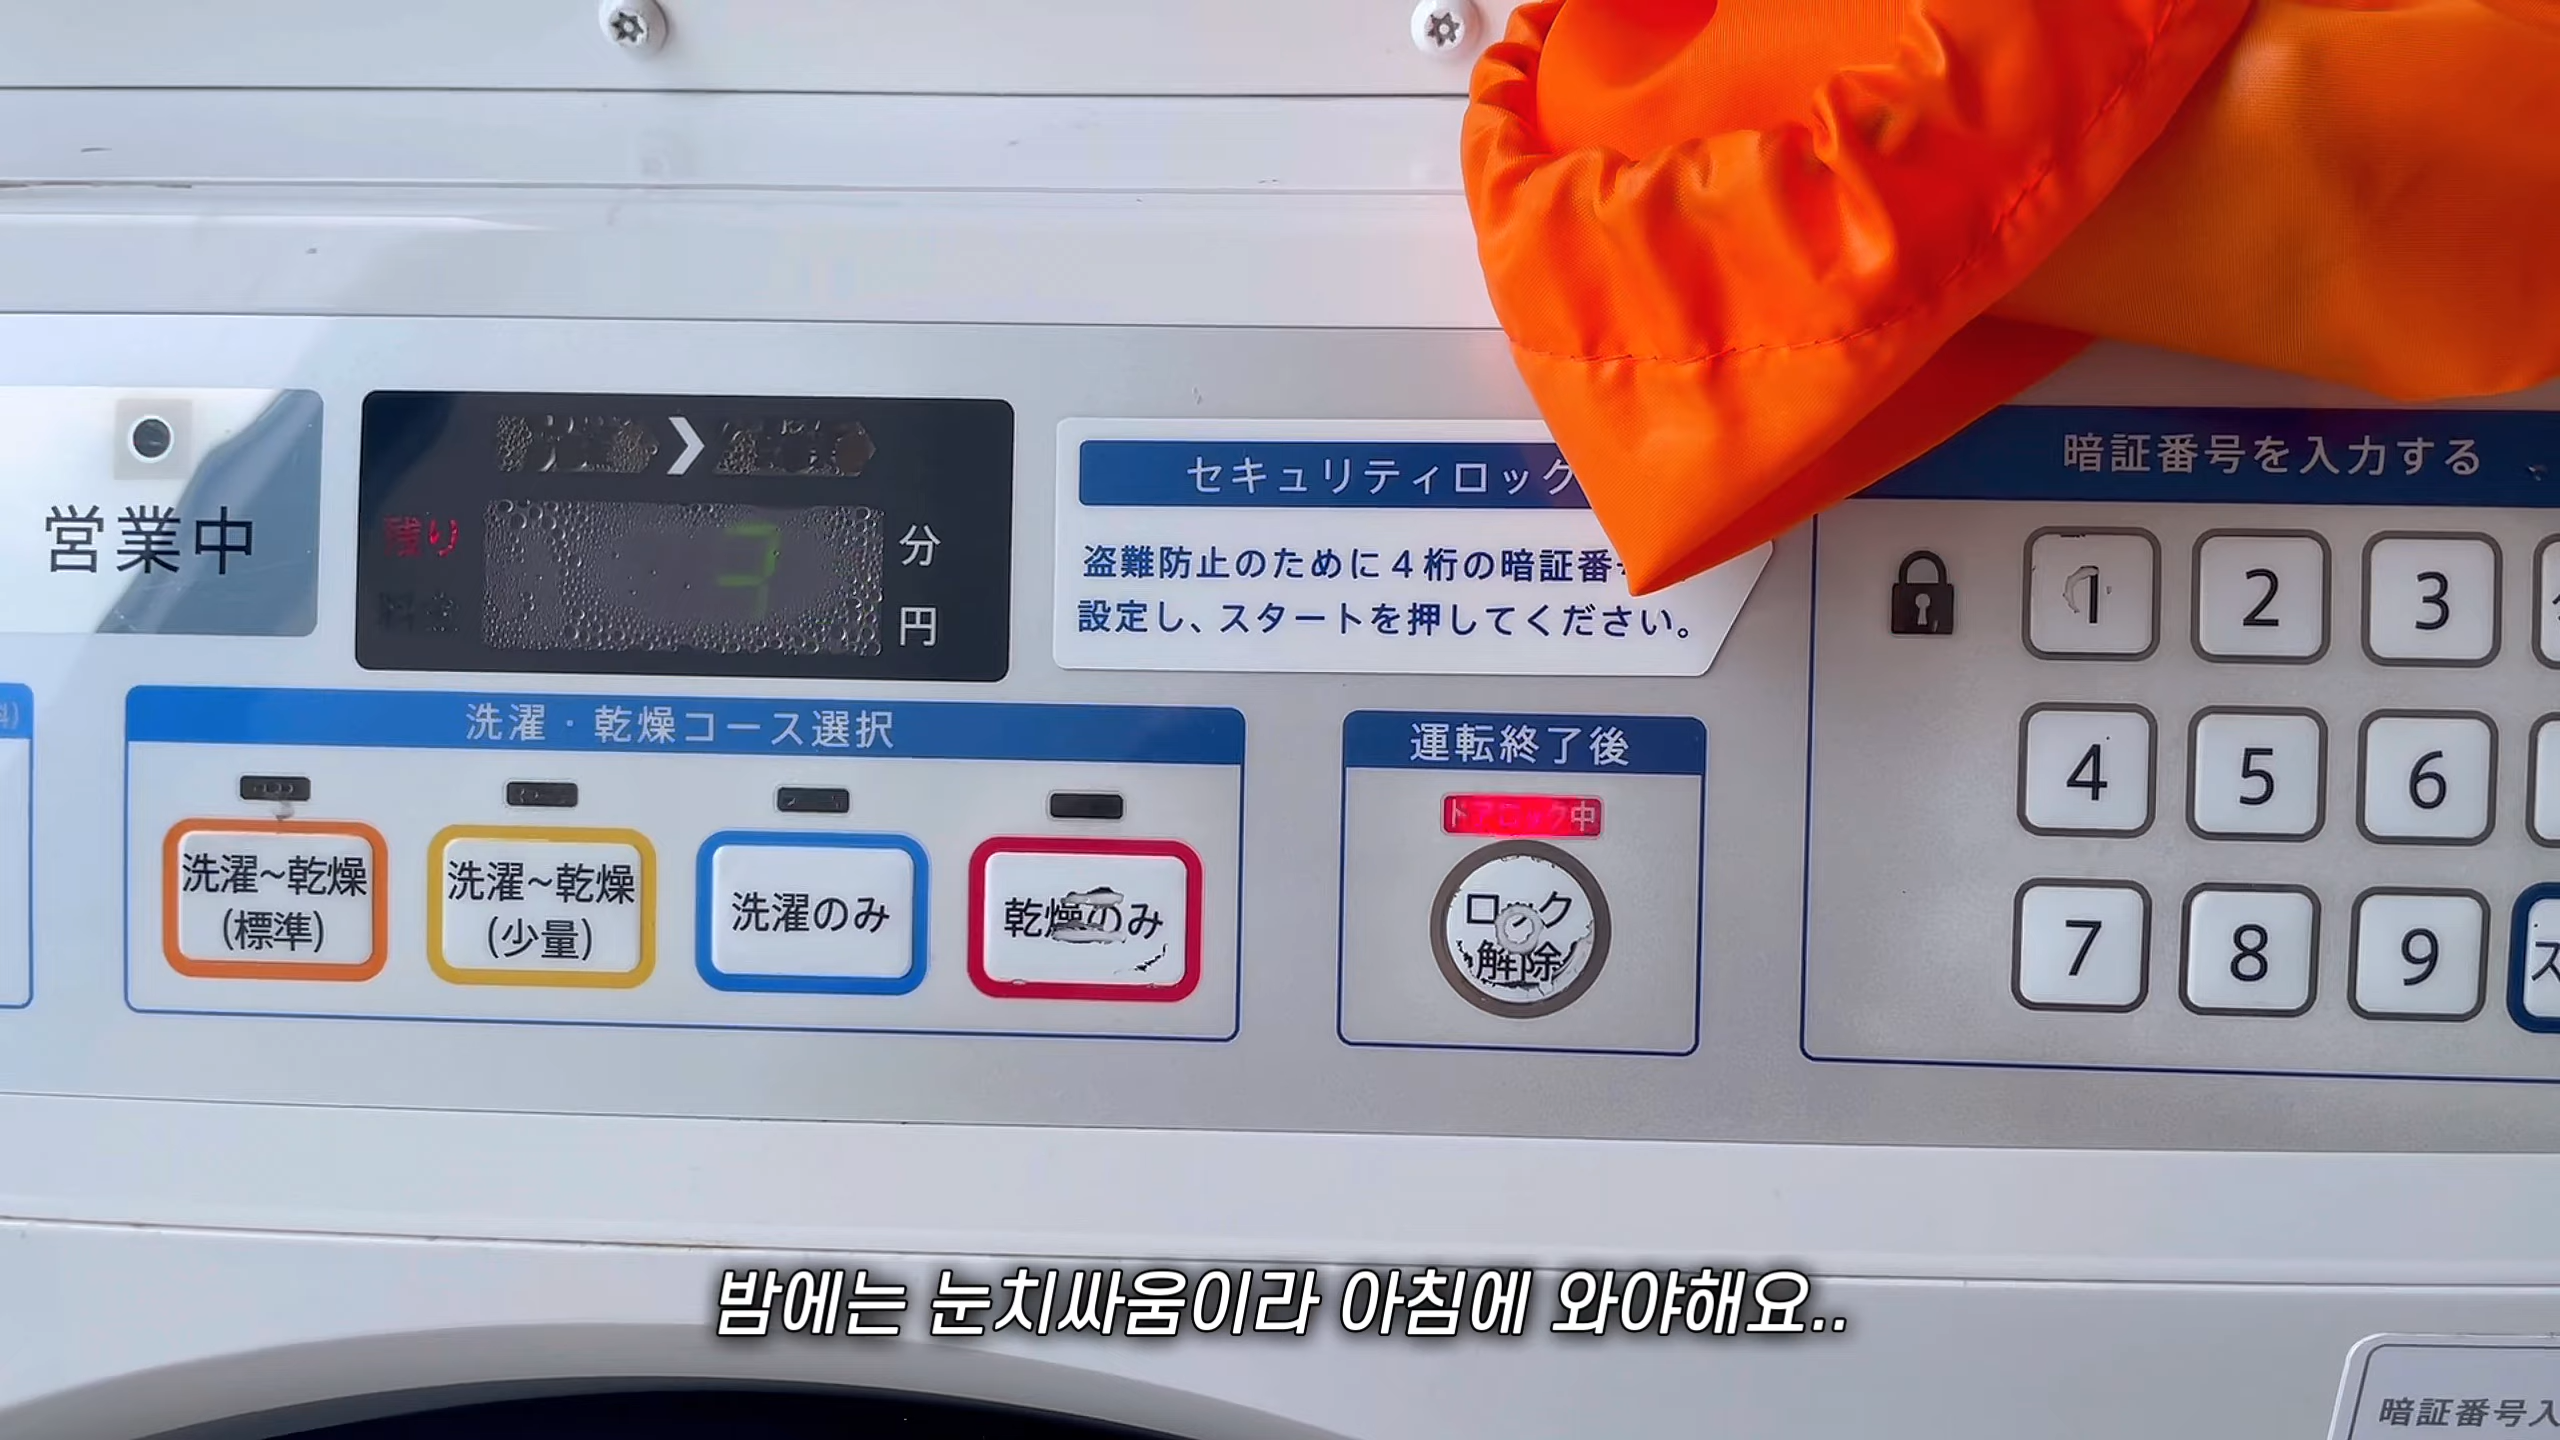 営業中
残り
3
分
円
セキュリティロック
盗難防止のために4桁の暗証番
設定し、スタートを押してください。
暗証番号を入力する
1 2 3
4 5 6
7 8 9
ス
洗濯・乾燥コース選択
洗濯~乾燥
(標準)
洗濯~乾燥
(少量)
洗濯のみ
乾燥のみ
運転終了後
ドアロック中
ロック
解除
밤에는 눈치싸움이라 아침에 와야해요..
暗証番号入